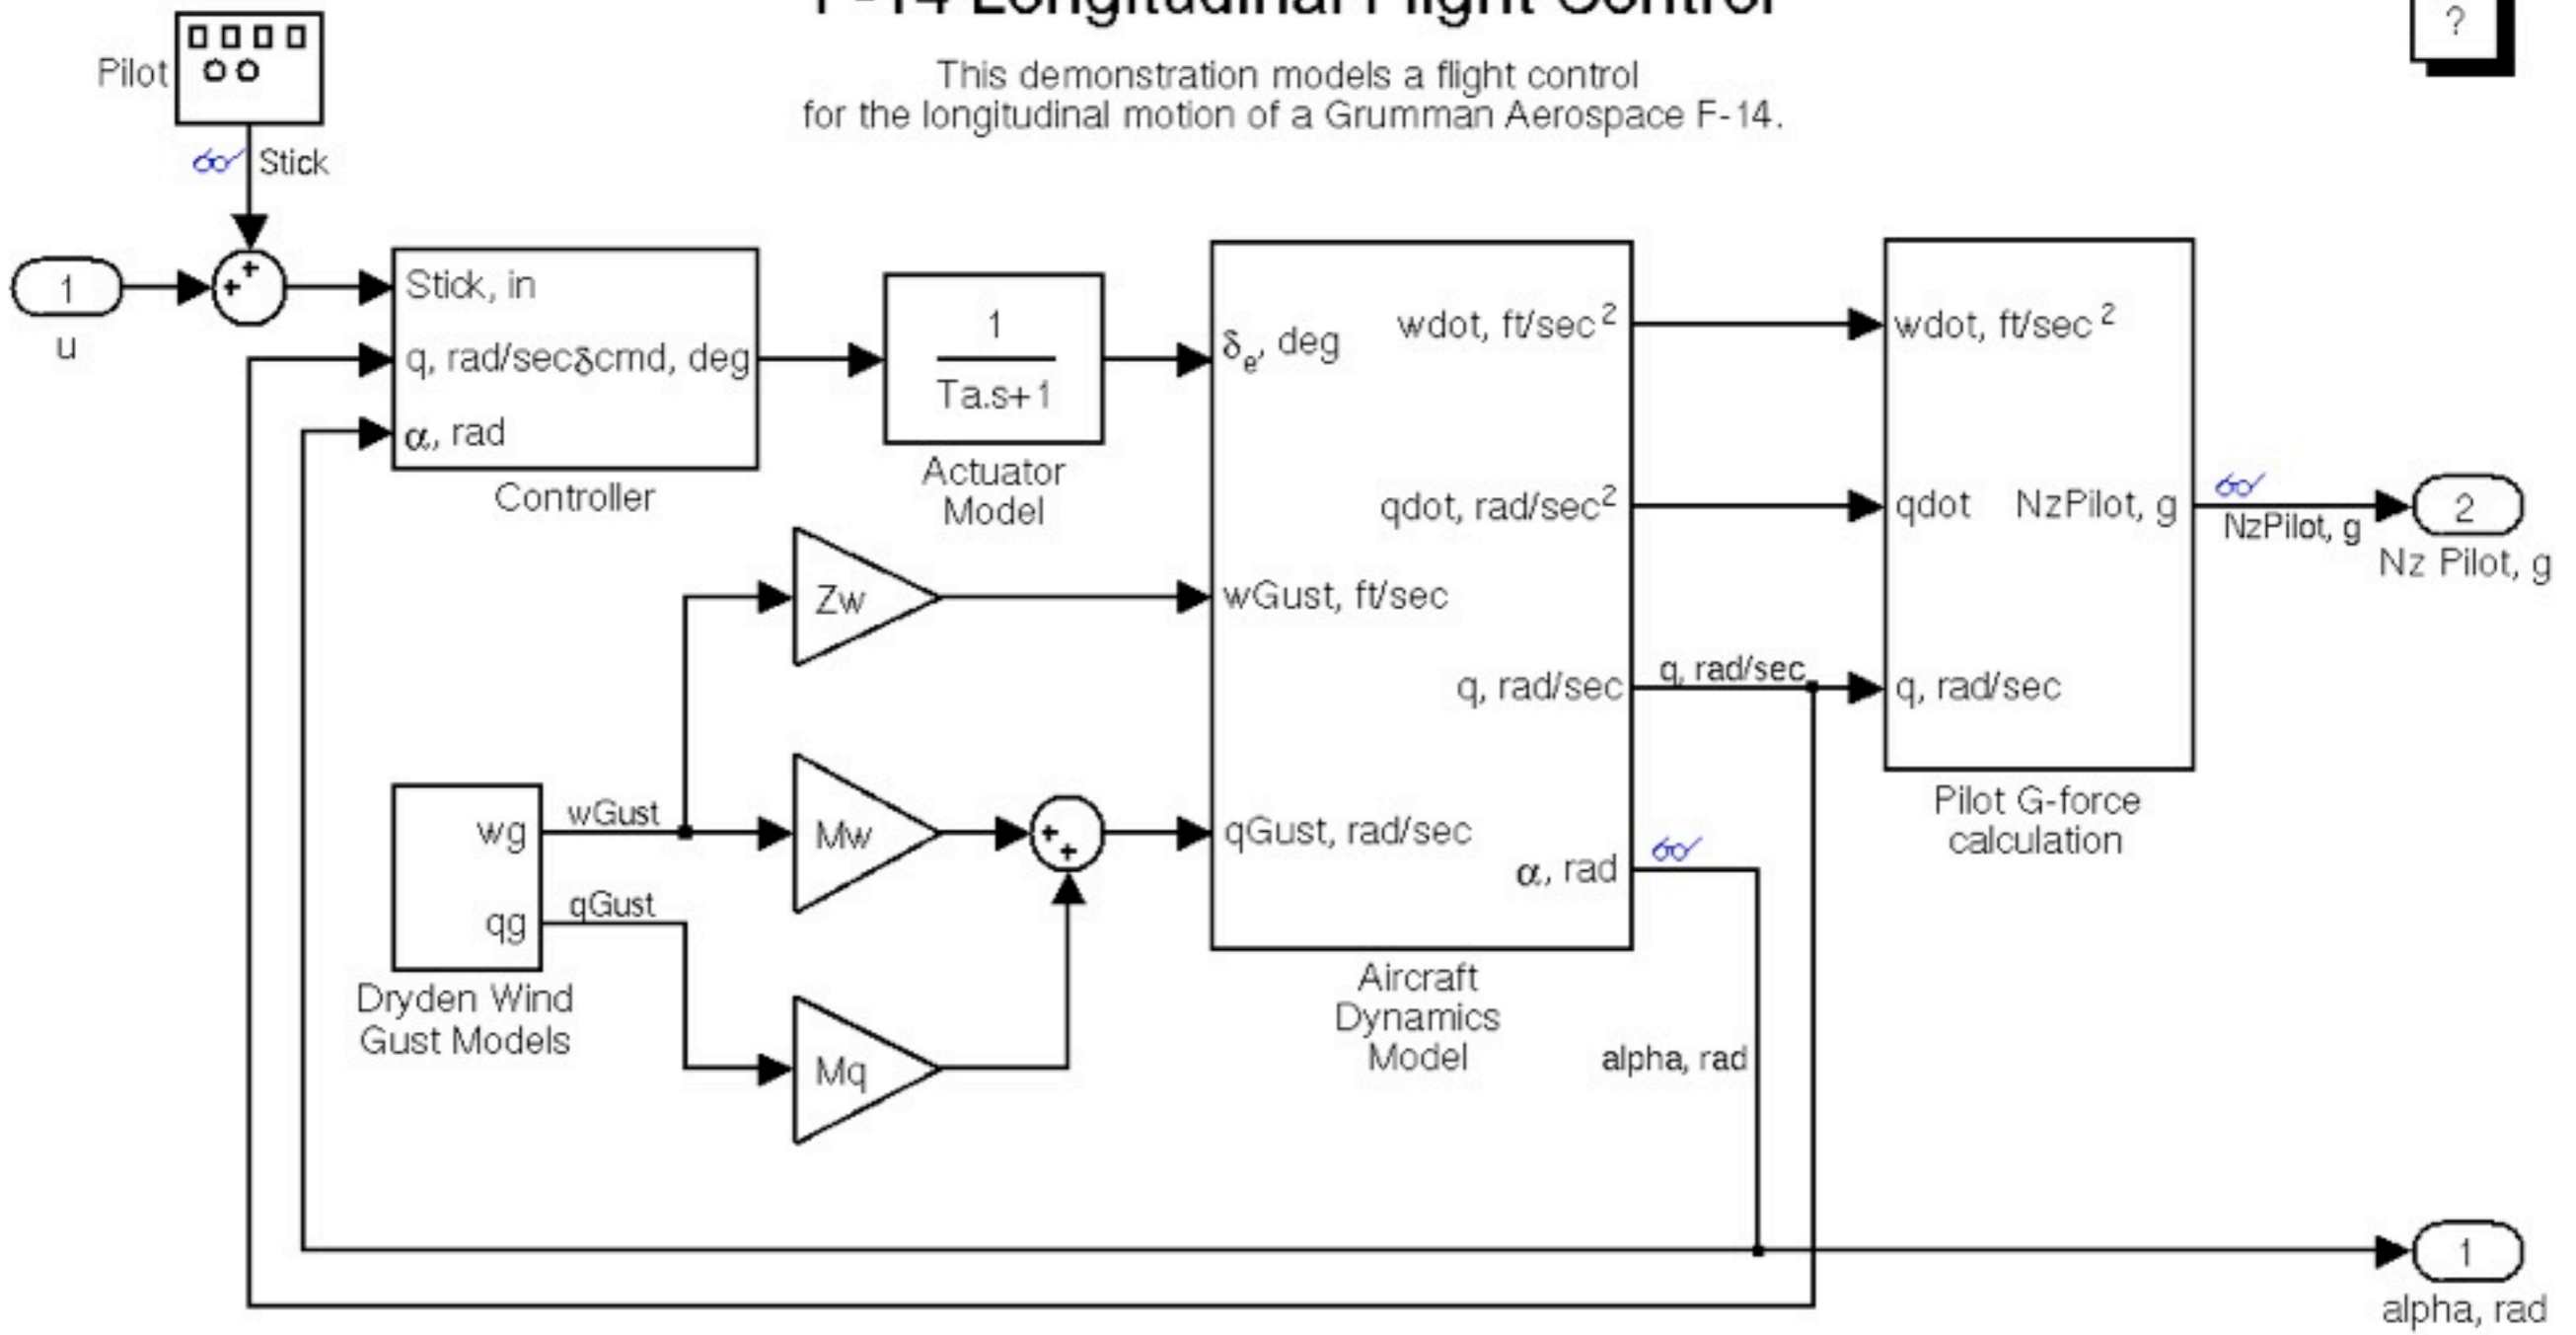 F-14 Longitudinal Flight Control
?
This demonstration models a flight control
for the longitudinal motion of a Grumman Aerospace F-14.
Pilot
Stick
1
u
+
+
Stick, in
q, rad/sec
δcmd, deg
α, rad
Controller
1
Ta.s+1
Actuator
Model
Zw
Mw
Mq
wg
qg
wGust
qGust
Dryden Wind
Gust Models
+
+
δe, deg
wGust, ft/sec
qGust, rad/sec
wdot, ft/sec2
qdot, rad/sec2
q, rad/sec
α, rad
Aircraft
Dynamics
Model
q, rad/sec
alpha, rad
wdot, ft/sec2
qdot
q, rad/sec
NzPilot, g
Pilot G-force
calculation
NzPilot, g
2
Nz Pilot, g
1
alpha, rad